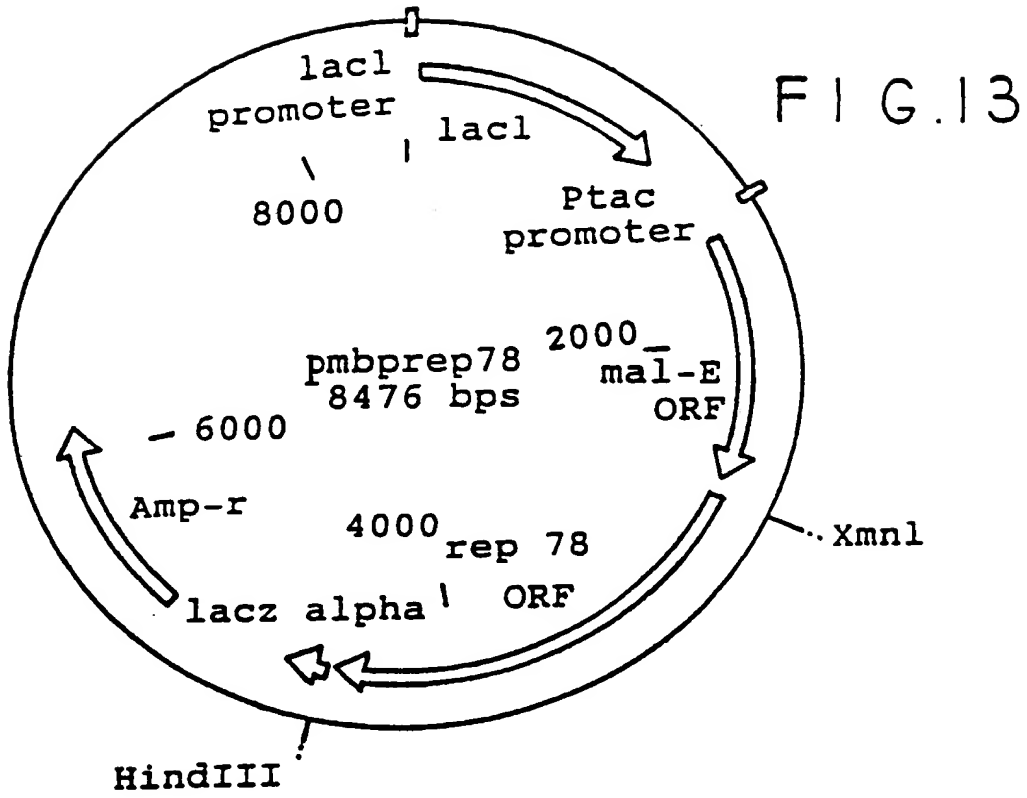 FIG.13
lacl
promoter
lacl
8000
Ptac
promoter
2000
mal-E
ORF
pmbprep78
8476 bps
6000
Amp-r
4000
rep 78
ORF
lacz alpha
Xmnl
HindIII